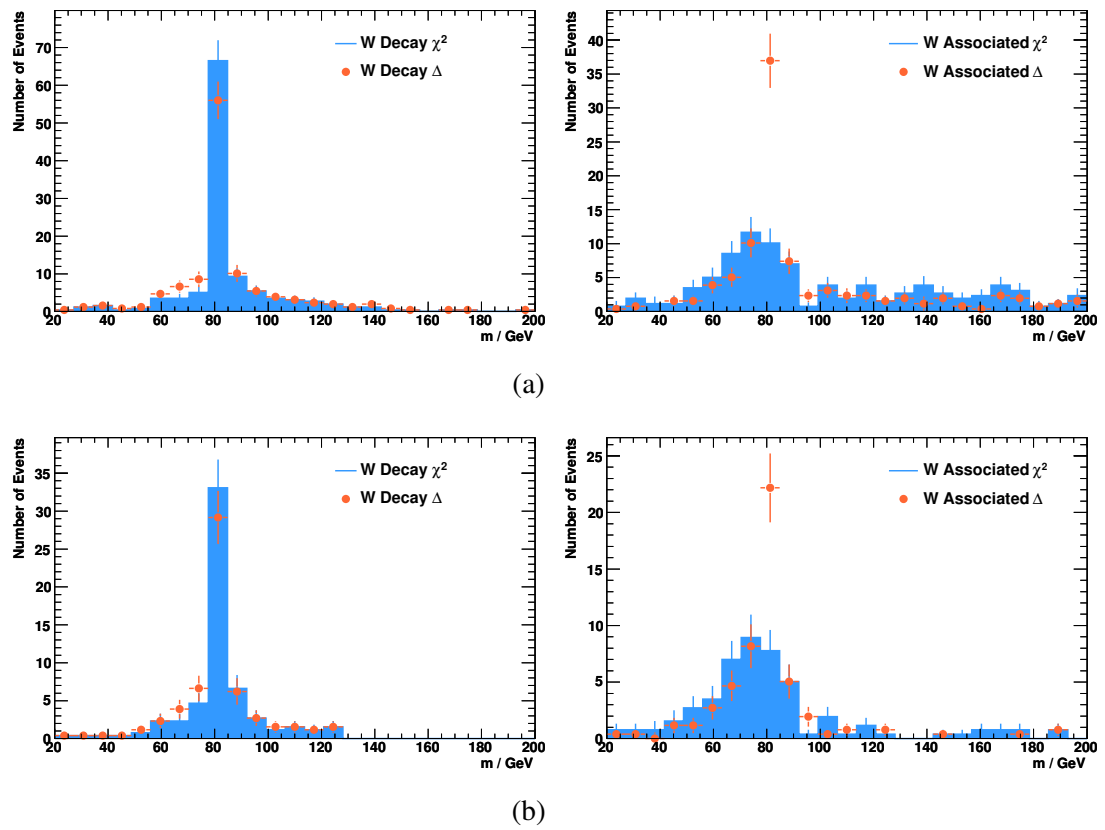 Number of Events
70
60
50
40
30
20
10
0
W Decay χ²
W Decay Δ
20 40 60 80 100 120 140 160 180 200
m / GeV
Number of Events
40
35
30
25
20
15
10
5
0
W Associated χ²
W Associated Δ
20 40 60 80 100 120 140 160 180 200
m / GeV
(a)
Number of Events
35
30
25
20
15
10
5
0
W Decay χ²
W Decay Δ
20 40 60 80 100 120 140 160 180 200
m / GeV
Number of Events
25
20
15
10
5
0
W Associated χ²
W Associated Δ
20 40 60 80 100 120 140 160 180 200
m / GeV
(b)